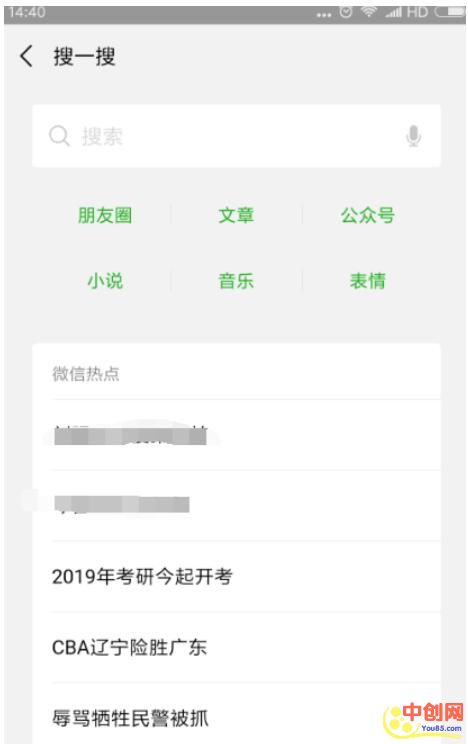 14:40 ... HD
搜一搜
搜索
朋友圈 文章 公众号
小说 音乐 表情
微信热点
2019年考研今起开考
CBA辽宁险胜广东
辱骂牺牲民警被抓
中创网
You85.com